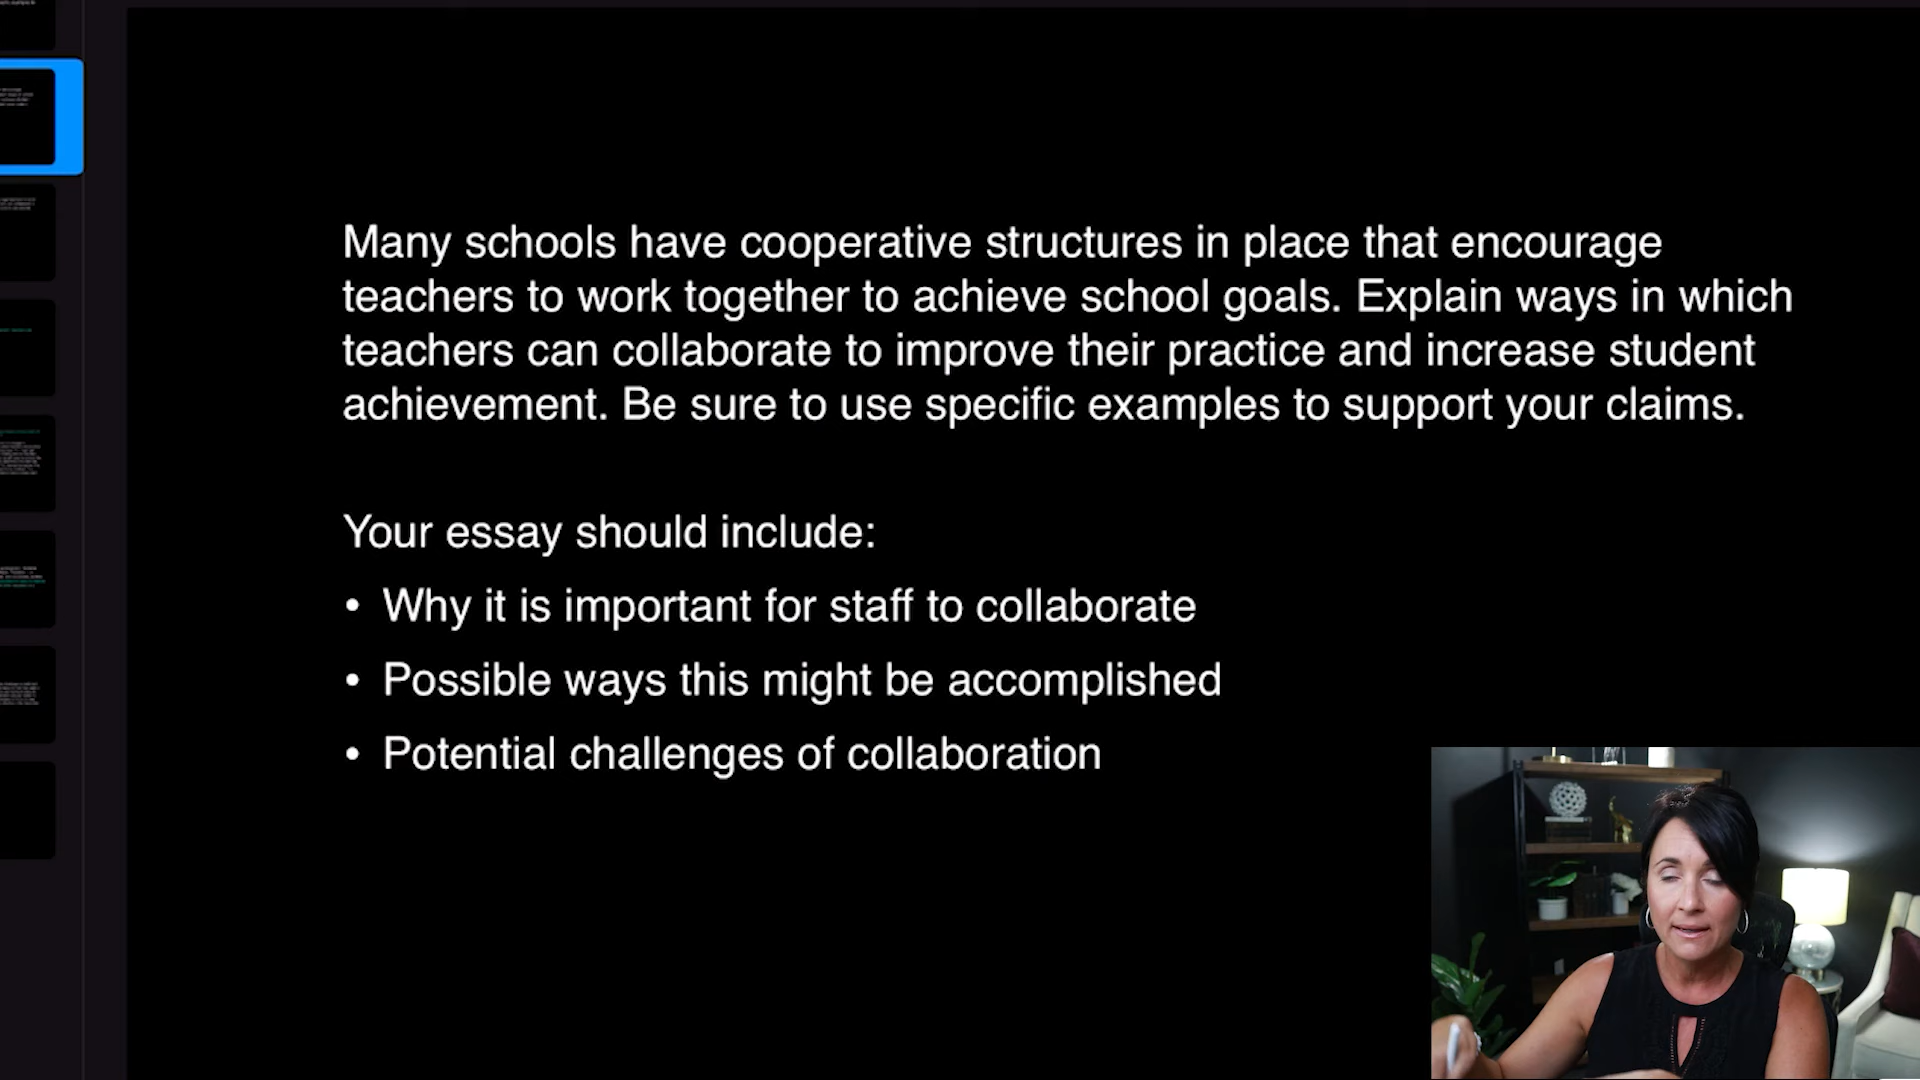 Many schools have cooperative structures in place that encourage
teachers to work together to achieve school goals. Explain ways in which
teachers can collaborate to improve their practice and increase student
achievement. Be sure to use specific examples to support your claims.
Your essay should include:
• Why it is important for staff to collaborate
• Possible ways this might be accomplished
• Potential challenges of collaboration